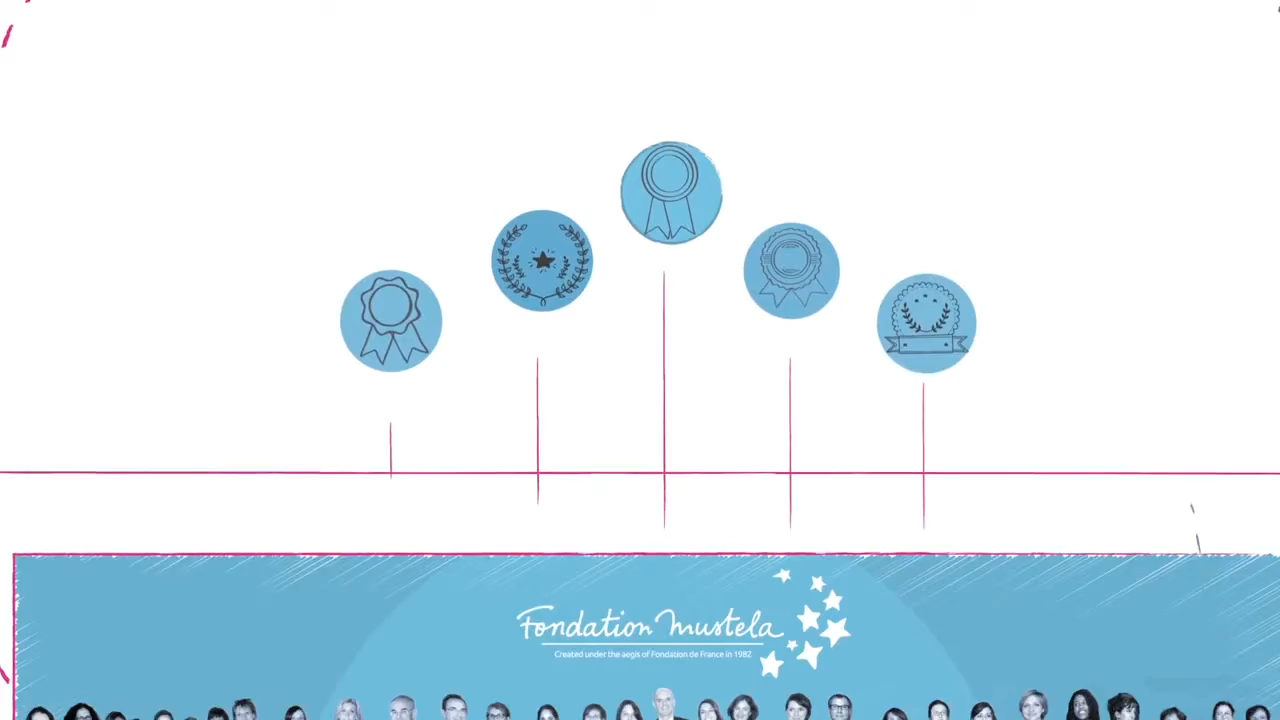 Fondation Mustela
Created under the aegis of Fondation de France in 1982